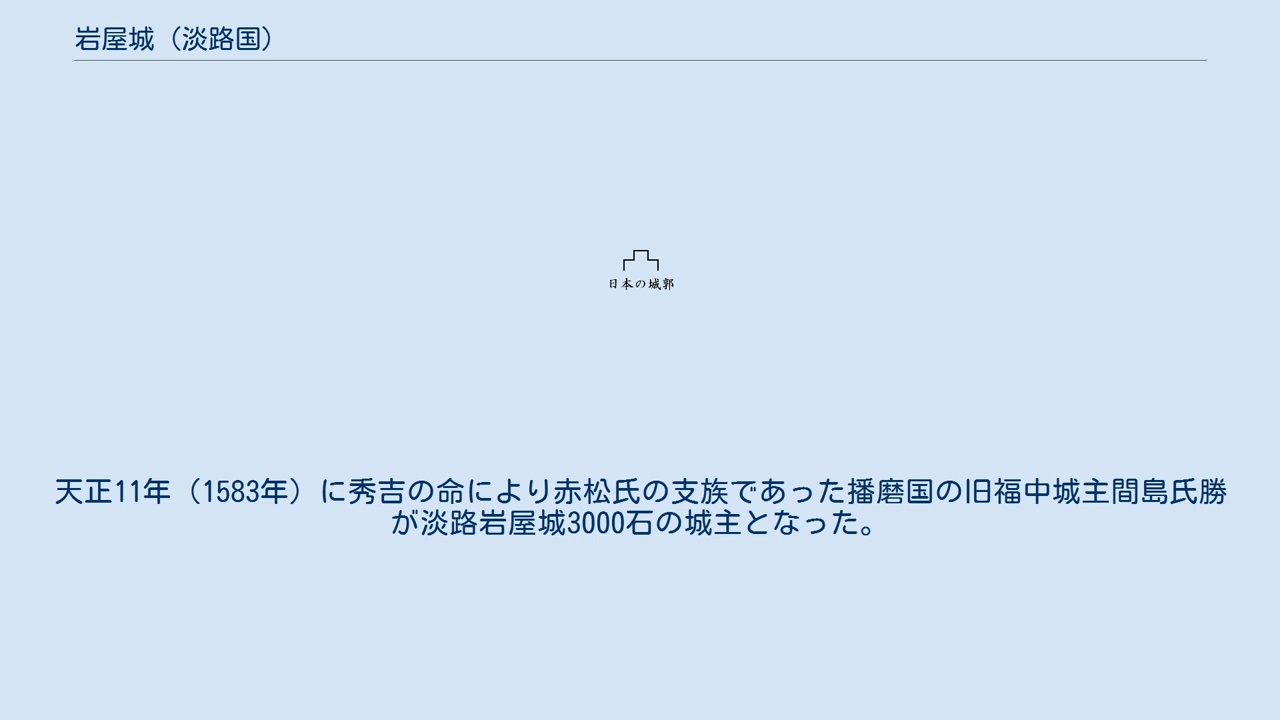 岩屋城（淡路国）
日本の城郭
天正11年（1583年）に秀吉の命により赤松氏の支族であった播磨国の旧福中城主間島氏勝
が淡路岩屋城3000石の城主となった。